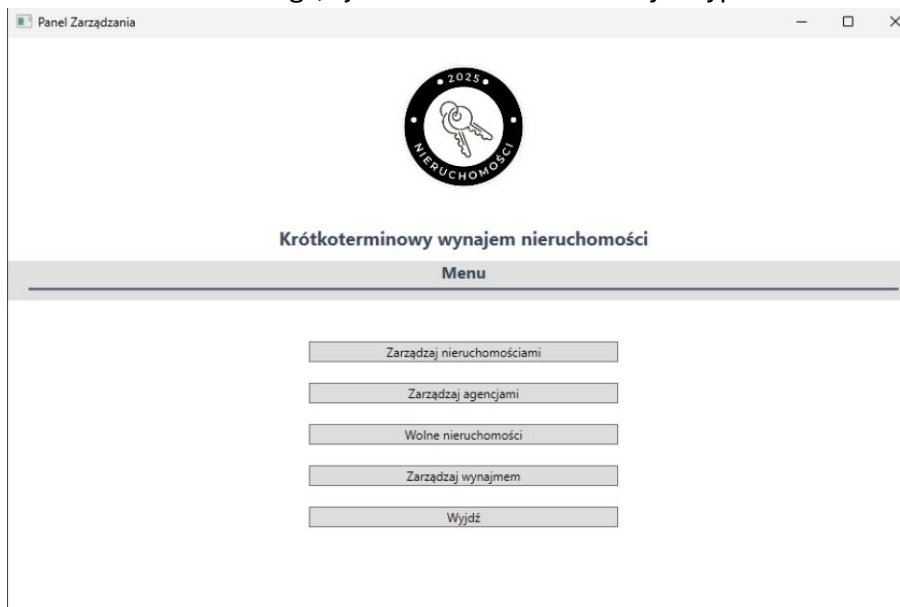 Panel Zarządzania
• 2025 •
NIERUCHOMOŚCI
Krótkoterminowy wynajem nieruchomości
Menu
Zarządzaj nieruchomościami
Zarządzaj agencjami
Wolne nieruchomości
Zarządzaj wynajmem
Wyjdź